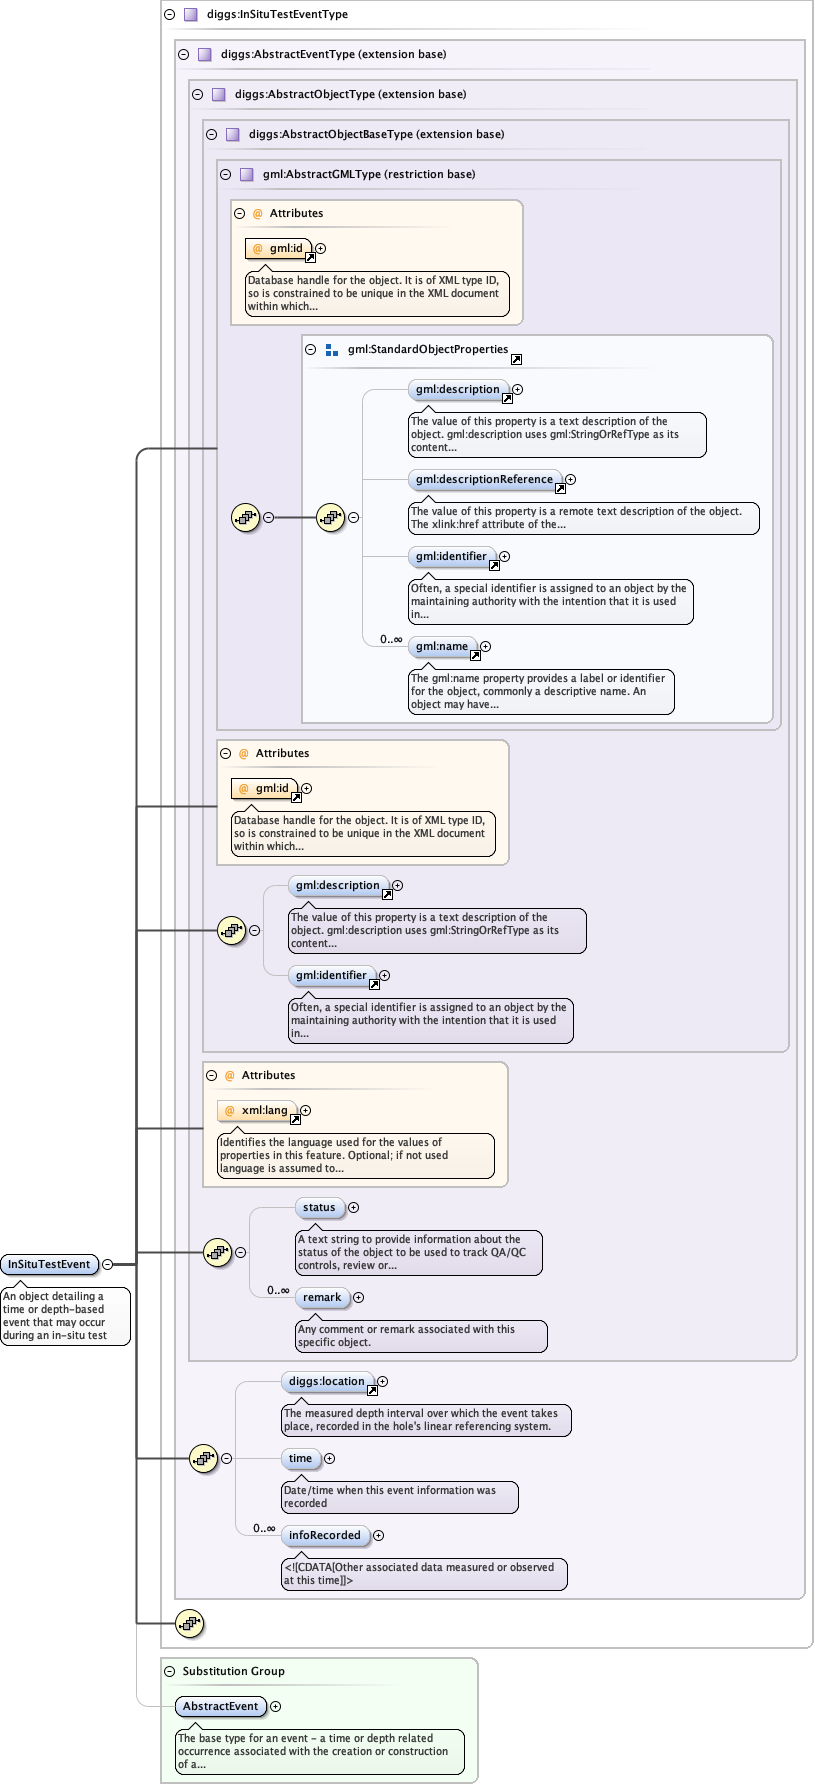 diggs:InSituTestEventType
diggs:AbstractEventType (extension base)
diggs:AbstractObjectType (extension base)
diggs:AbstractObjectBaseType (extension base)
gml:AbstractGMLType (restriction base)
@ Attributes
@ gml:id
Database handle for the object. It is of XML type ID,
so is constrained to be unique in the XML document
within which...
gml:StandardObjectProperties
gml:description
The value of this property is a text description of the
object. gml:description uses gml:StringOrRefType as its
content...
gml:descriptionReference
The value of this property is a remote text description of the object.
The xlink:href attribute of the...
gml:identifier
Often, a special identifier is assigned to an object by the
maintaining authority with the intention that it is used
in...
0..∞
gml:name
The gml:name property provides a label or identifier
for the object, commonly a descriptive name. An
object may have...
@ Attributes
@ gml:id
Database handle for the object. It is of XML type ID,
so is constrained to be unique in the XML document
within which...
gml:description
The value of this property is a text description of the
object. gml:description uses gml:StringOrRefType as its
content...
gml:identifier
Often, a special identifier is assigned to an object by the
maintaining authority with the intention that it is used
in...
@ Attributes
@ xml:lang
Identifies the language used for the values of
properties in this feature. Optional; if not used
language is assumed to...
status
A text string to provide information about the
status of the object to be used to track QA/QC
controls, review or...
0..∞
remark
Any comment or remark associated with this
specific object.
InSituTestEvent
An object detailing a
time or depth-based
event that may occur
during an in-situ test
diggs:location
The measured depth interval over which the event takes
place, recorded in the hole's linear referencing system.
time
Date/time when this event information was
recorded
0..∞
infoRecorded
<![CDATA[Other associated data measured or observed
at this time]]>
Substitution Group
AbstractEvent
The base type for an event - a time or depth related
occurrence associated with the creation or construction
of a...